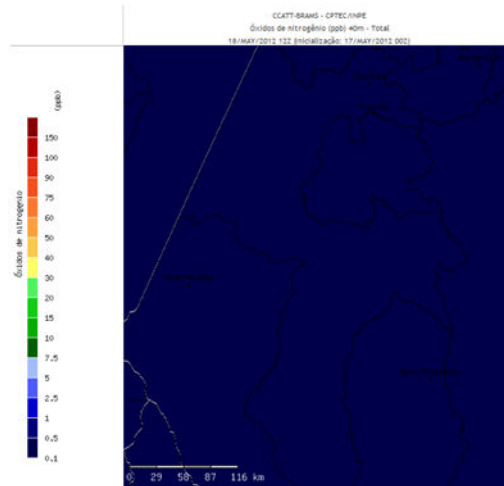 CCATT-BRAMS - CPTEC/INPE
Óxidos de nitrogênio (ppb) 40m - Total
18/MAY/2012 12Z (Inicialização: 17/MAY/2012 00Z)
(ppb)
Óxidos de nitrogenio
150
100
90
75
60
50
40
30
20
15
10
7.5
5
2.5
1
0.5
0.1
0 29 58 87 116 km